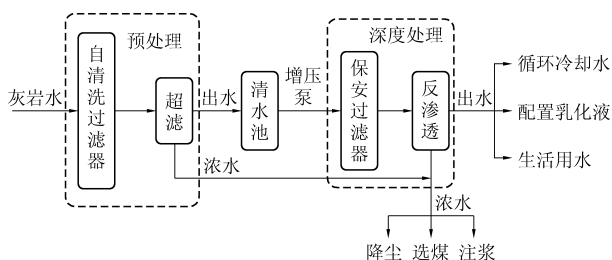 预处理
深度处理
灰岩水
自清洗过滤器
超滤
出水
清水池
增压泵
保安过滤器
反渗透
出水
循环冷却水
配置乳化液
生活用水
浓水
浓水
降尘
选煤
注浆